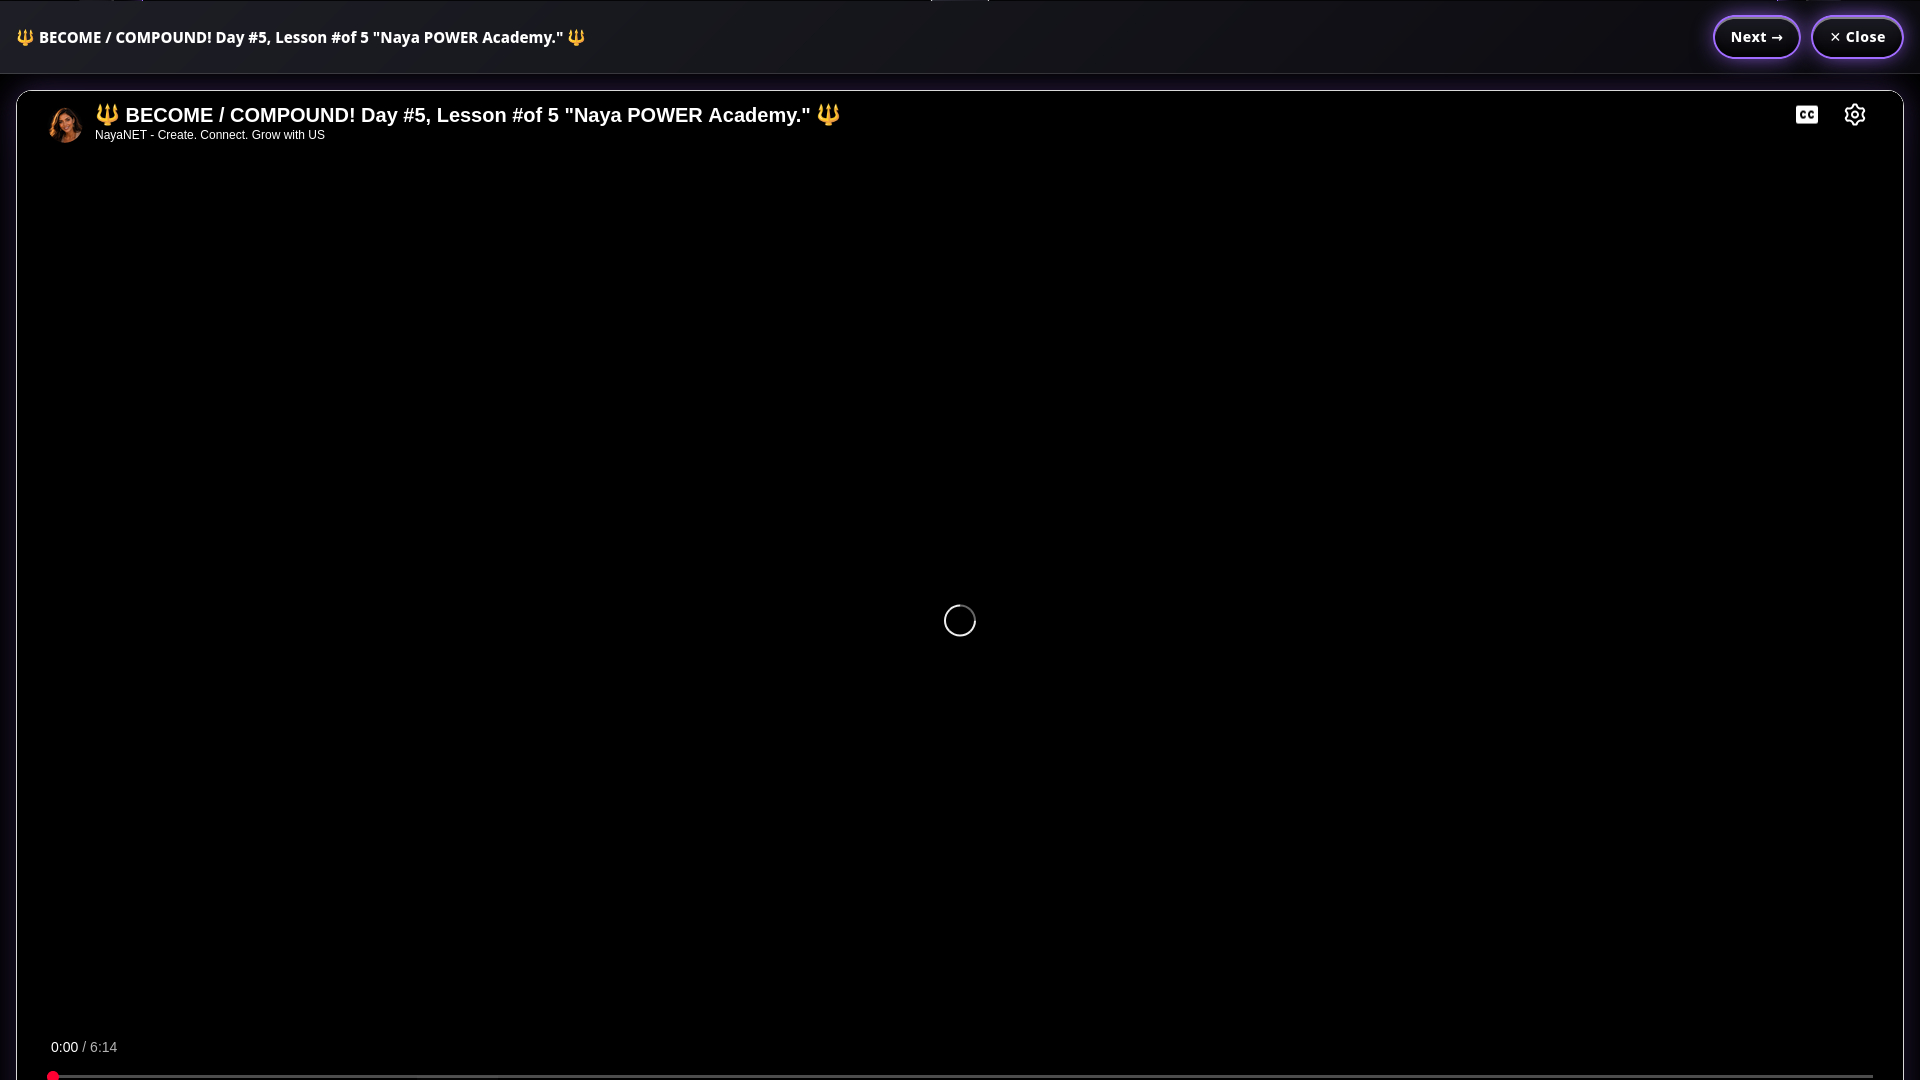 🔱 BECOME / COMPOUND! Day #5, Lesson #of 5 "Naya POWER Academy." 🔱
Next →
✕ Close
🔱 BECOME / COMPOUND! Day #5, Lesson #of 5 "Naya POWER Academy." 🔱
NayaNET - Create. Connect. Grow with US
CC
0:00 / 6:14